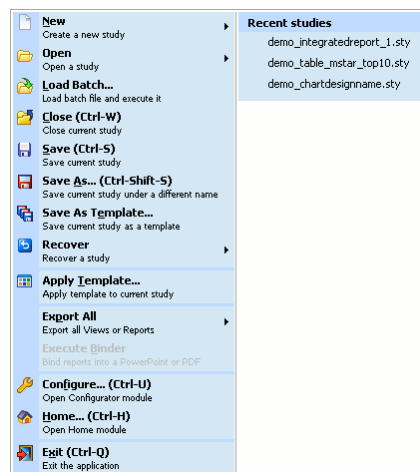 New
Create a new study
Open
Open a study
Load Batch...
Load batch file and execute it
Close (Ctrl-W)
Close current study
Save (Ctrl-S)
Save current study
Save As... (Ctrl-Shift-S)
Save current study under a different name
Save As Template...
Save current study as a template
Recover
Recover a study
Apply Template...
Apply template to current study
Export All
Export all Views or Reports
Execute Binder
Bind reports into a PowerPoint or PDF
Configure... (Ctrl-U)
Open Configurator module
Home... (Ctrl-H)
Open Home module
Exit (Ctrl-Q)
Exit the application
Recent studies
demo_integratedreport_1.sty
demo_table_mstar_top10.sty
demo_chartdesignname.sty